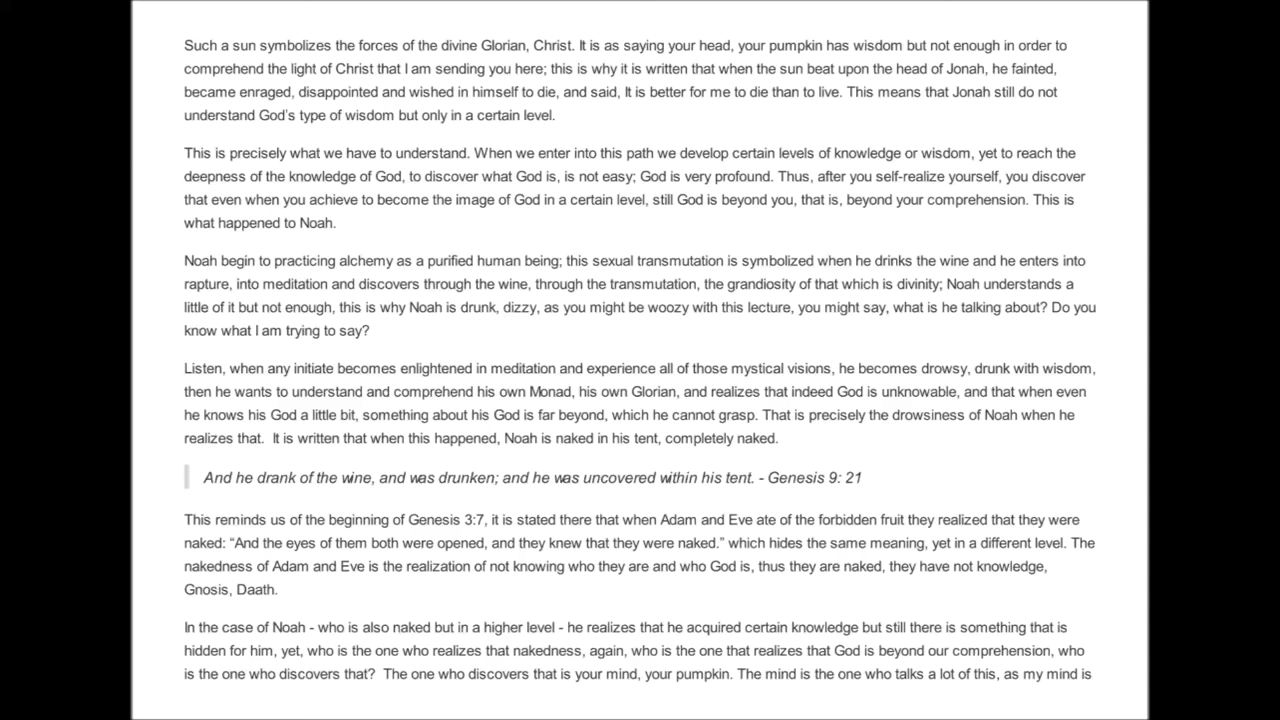 Such a sun symbolizes the forces of the divine Glorian, Christ. It is as saying your head, your pumpkin has wisdom but not enough in order to
comprehend the light of Christ that I am sending you here; this is why it is written that when the sun beat upon the head of Jonah, he fainted,
became enraged, disappointed and wished in himself to die, and said, It is better for me to die than to live. This means that Jonah still do not
understand God's type of wisdom but only in a certain level.
This is precisely what we have to understand. When we enter into this path we develop certain levels of knowledge or wisdom, yet to reach the
deepness of the knowledge of God, to discover what God is, is not easy; God is very profound. Thus, after you self-realize yourself, you discover
that even when you achieve to become the image of God in a certain level, still God is beyond you, that is, beyond your comprehension. This is
what happened to Noah.
Noah begin to practicing alchemy as a purified human being; this sexual transmutation is symbolized when he drinks the wine and he enters into
rapture, into meditation and discovers through the wine, through the transmutation, the grandiosity of that which is divinity; Noah understands a
little of it but not enough, this is why Noah is drunk, dizzy, as you might be woozy with this lecture, you might say, what is he talking about? Do you
know what I am trying to say?
Listen, when any initiate becomes enlightened in meditation and experience all of those mystical visions, he becomes drowsy, drunk with wisdom,
then he wants to understand and comprehend his own Monad, his own Glorian, and realizes that indeed God is unknowable, and that when even
he knows his God a little bit, something about his God is far beyond, which he cannot grasp. That is precisely the drowsiness of Noah when he
realizes that.  It is written that when this happened, Noah is naked in his tent, completely naked.
And he drank of the wine, and was drunken; and he was uncovered within his tent. - Genesis 9: 21
This reminds us of the beginning of Genesis 3:7, it is stated there that when Adam and Eve ate of the forbidden fruit they realized that they were
naked: “And the eyes of them both were opened, and they knew that they were naked.” which hides the same meaning, yet in a different level. The
nakedness of Adam and Eve is the realization of not knowing who they are and who God is, thus they are naked, they have not knowledge,
Gnosis, Daath.
In the case of Noah - who is also naked but in a higher level - he realizes that he acquired certain knowledge but still there is something that is
hidden for him, yet, who is the one who realizes that nakedness, again, who is the one that realizes that God is beyond our comprehension, who
is the one who discovers that?  The one who discovers that is your mind, your pumpkin. The mind is the one who talks a lot of this, as my mind is